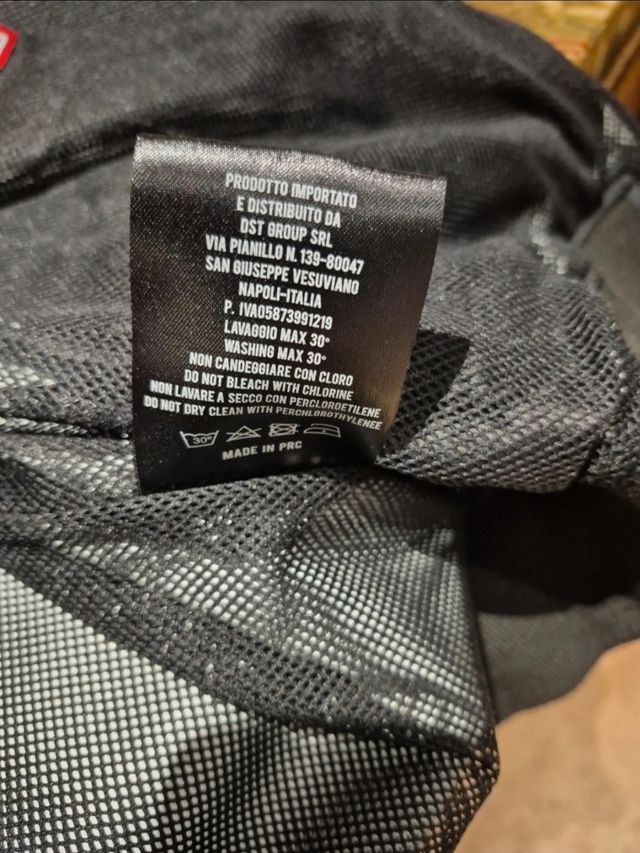 PRODOTTO IMPORTATO
E DISTRIBUITO DA
DST GROUP SRL
VIA PIANILLO N. 139-80047
SAN GIUSEPPE VESUVIANO
NAPOLI-ITALIA
P. IVA05873991219
LAVAGGIO MAX 30°
WASHING MAX 30°
NON CANDEGGIARE CON CLORO
DO NOT BLEACH WITH CHLORINE
NON LAVARE A SECCO CON PERCLOROETILENE
DO NOT DRY CLEAN WITH PERCHLOROTHYLENEE
30°
MADE IN PRC